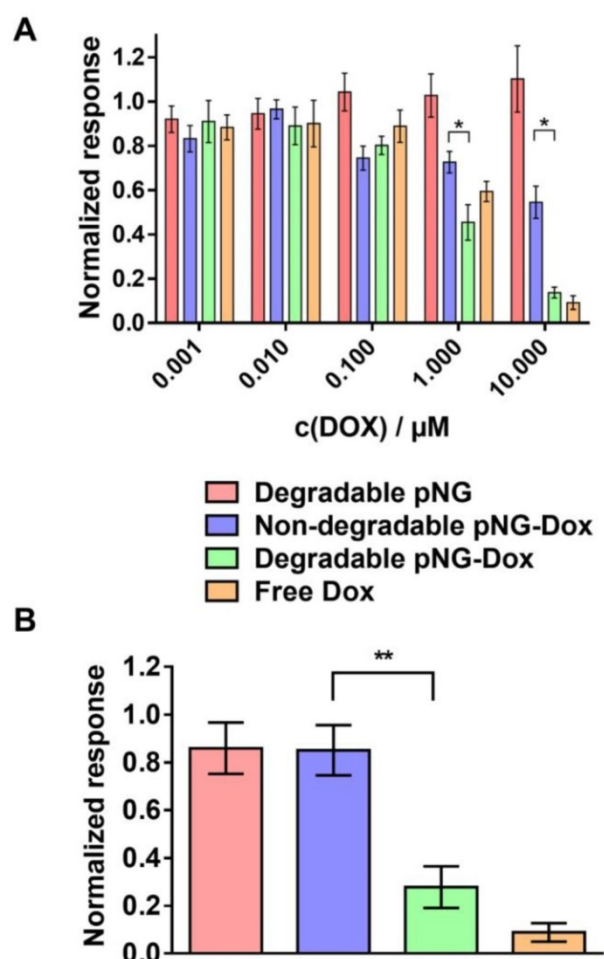 A
Normalized response
1.2
1.0
0.8
0.6
0.4
0.2
0.0
* *
0.001 0.010 0.100 1.000 10.000
c(DOX) / µM
Degradable pNG
Non-degradable pNG-Dox
Degradable pNG-Dox
Free Dox
B
Normalized response
1.2
1.0
0.8
0.6
0.4
0.2
0.0
**